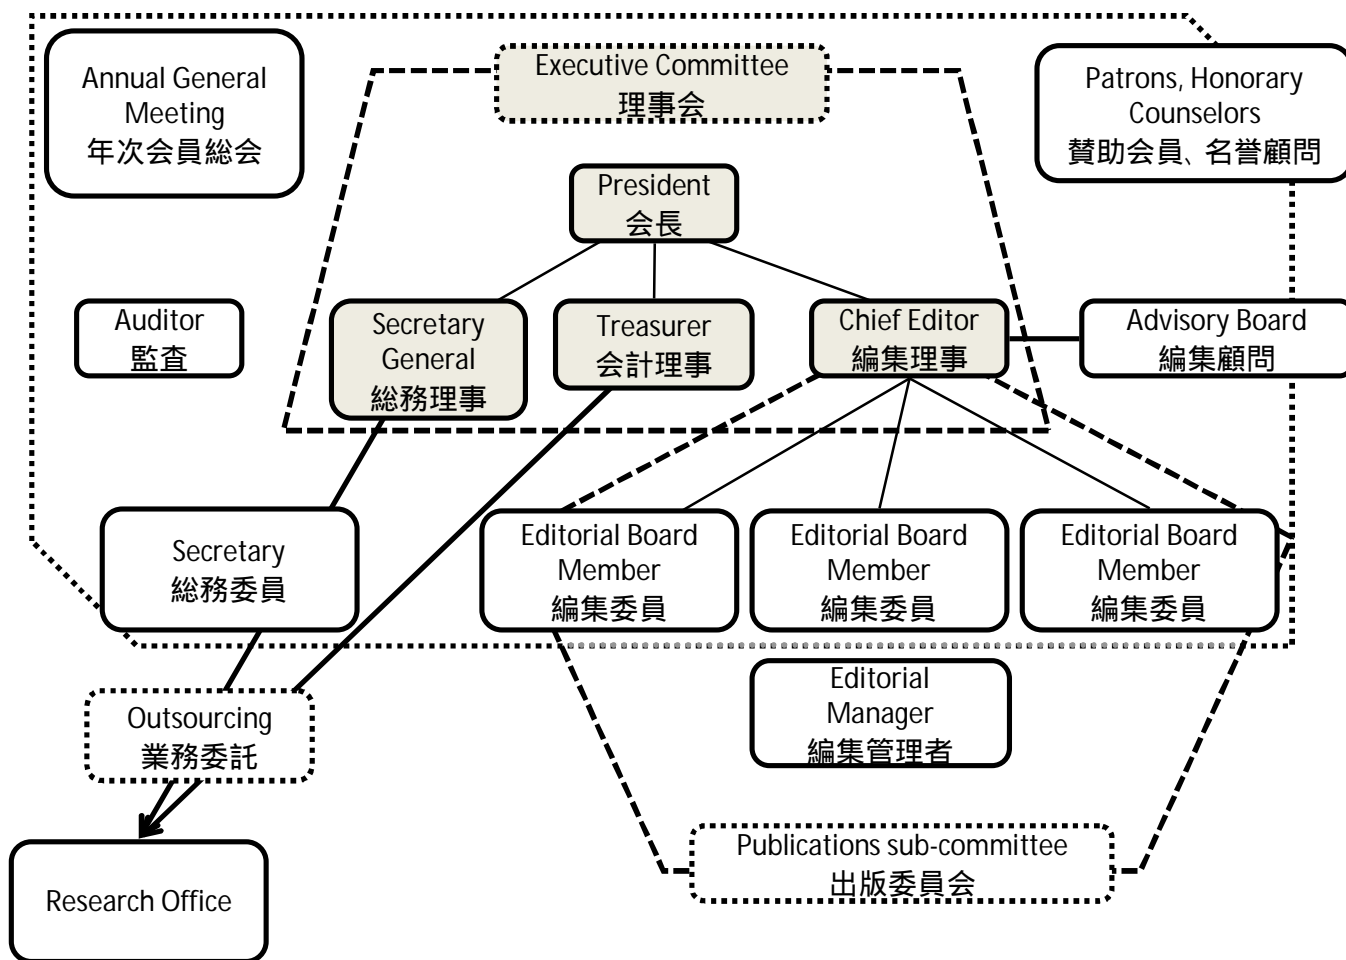 Annual General
Meeting
年次会員総会
Executive Committee
理事会
Patrons, Honorary
Counselors
賛助会員、名誉顧問
President
会長
Auditor
監査
Secretary
General
総務理事
Treasurer
会計理事
Chief Editor
編集理事
Advisory Board
編集顧問
Secretary
総務委員
Editorial Board
Member
編集委員
Editorial Board
Member
編集委員
Editorial Board
Member
編集委員
Outsourcing
業務委託
Editorial
Manager
編集管理者
Publications sub-committee
出版委員会
Research Office